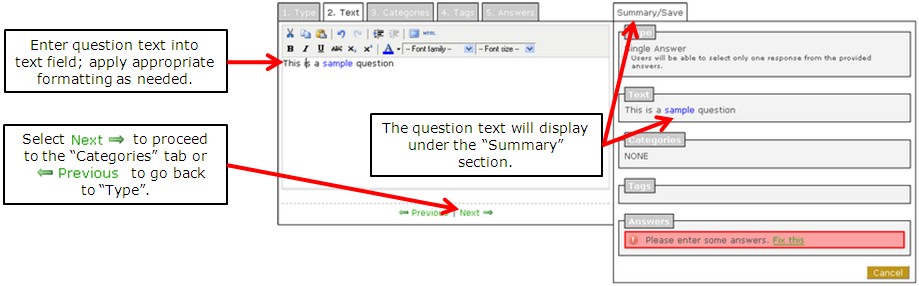 1. Type
2. Text
3. Categories
4. Tags
5. Answers
Summary/Save
Enter question text into
text field; apply appropriate
formatting as needed.
HTML
B I U ABC X₂ X² A -- Font family -- -- Font size --
This is a sample question
Select Next to proceed
to the “Categories” tab or
Previous to go back
to “Type”.
The question text will display
under the “Summary”
section.
Previous | Next
Single Answer
Users will be able to select only one response from the provided
answers.
Text
This is a sample question
Categories
NONE
Tags
Answers
Please enter some answers. Fix this
Cancel